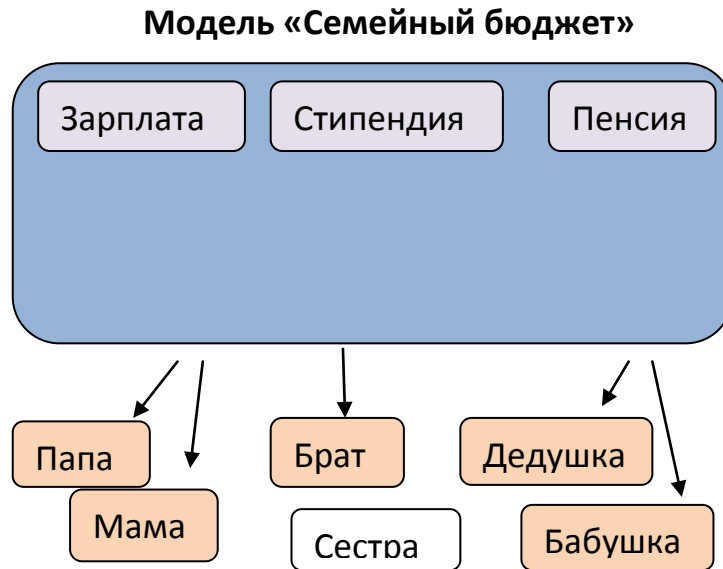 Модель «Семейный бюджет»
Зарплата
Стипендия
Пенсия
Папа
Мама
Брат
Сестра
Дедушка
Бабушка